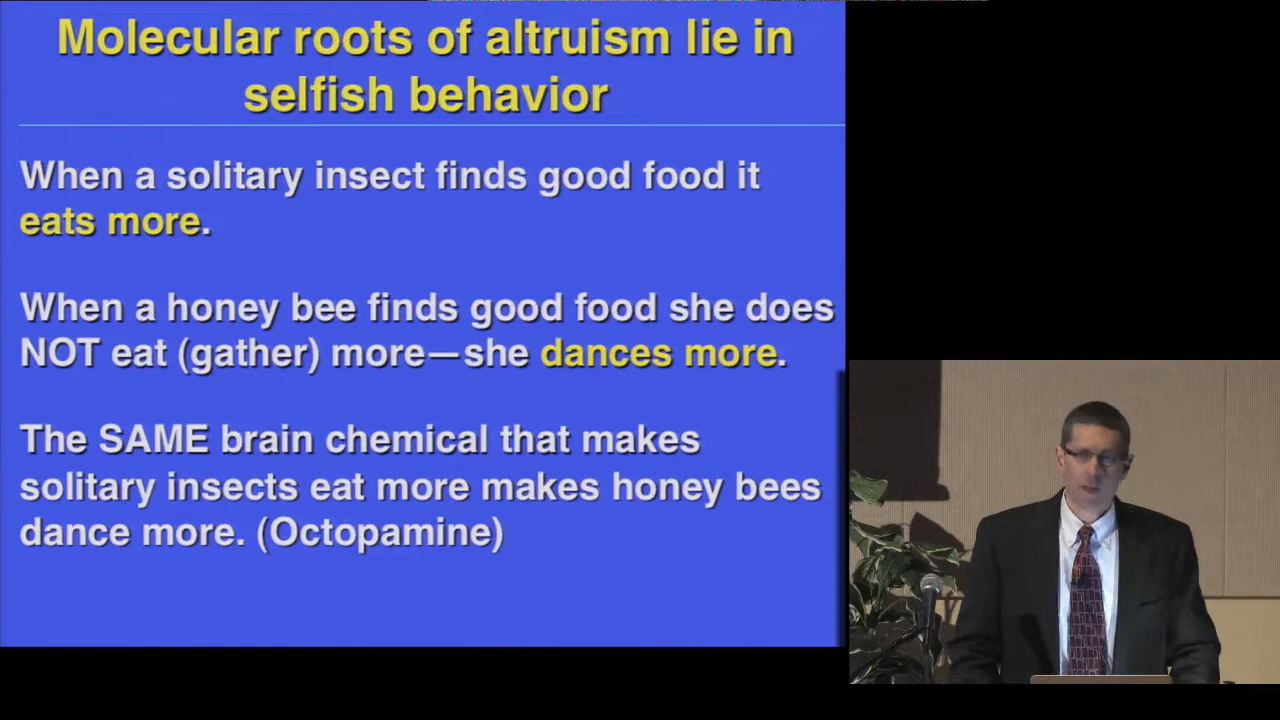 Molecular roots of altruism lie in
selfish behavior
When a solitary insect finds good food it
eats more.
When a honey bee finds good food she does
NOT eat (gather) more—she dances more.
The SAME brain chemical that makes
solitary insects eat more makes honey bees
dance more. (Octopamine)